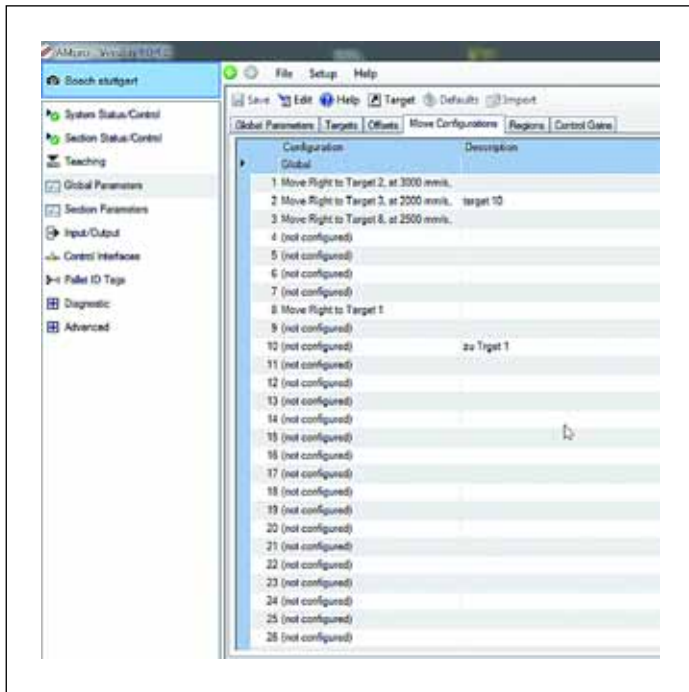 Bosch stuttgart
File Setup Help
Save Edit Help Target Defaults Import
Global Parameters Targets Offsets Move Configurations Regions Control Gains
System Status/Control
Section Status/Control
Teaching
Global Parameters
Section Parameters
Input/Output
Control Interfaces
Pallet ID Tags
Diagnostic
Advanced
Configuration Description
Global
1 Move Right to Target 2, at 3000 mm/s,
2 Move Right to Target 3, at 2000 mm/s, target 10
3 Move Right to Target 8, at 2500 mm/s,
4 (not configured)
5 (not configured)
6 (not configured)
7 (not configured)
8 Move Right to Target 1
9 (not configured)
10 (not configured) zu Trget 1
11 (not configured)
12 (not configured)
13 (not configured)
14 (not configured)
15 (not configured)
16 (not configured)
17 (not configured)
18 (not configured)
19 (not configured)
20 (not configured)
21 (not configured)
22 (not configured)
23 (not configured)
24 (not configured)
25 (not configured)
26 (not configured)